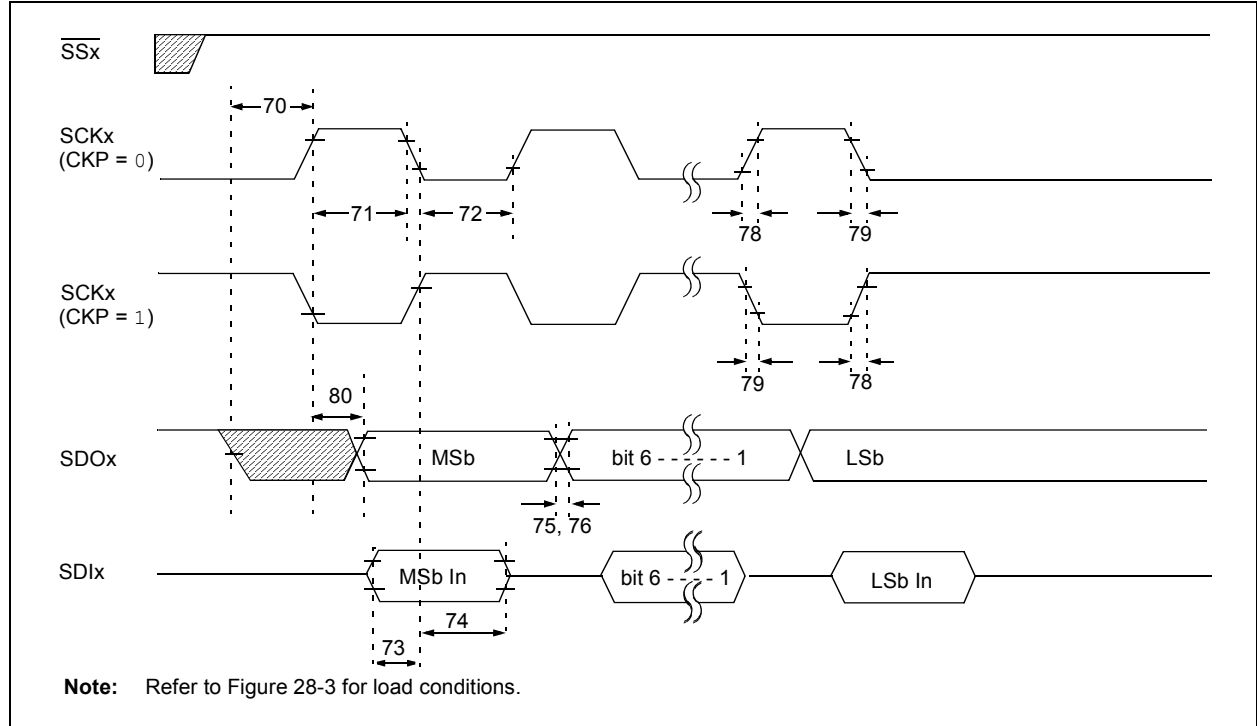 SSx
70
SCKx
(CKP = 0)
71
72
78
79
SCKx
(CKP = 1)
79
78
80
SDOx
MSb
bit 6 - - - - - - 1
LSb
75, 76
SDIx
MSb In
bit 6 - - - - 1
LSb In
74
73
Note: Refer to Figure 28-3 for load conditions.